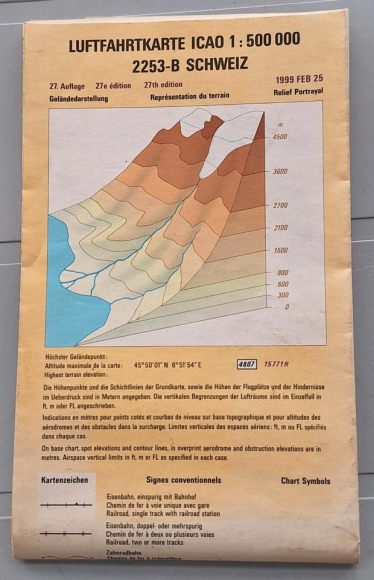 LUFTFAHRTKARTE ICAO 1 : 500 000
2253-B SCHWEIZ
27. Auflage 27e édition 27th edition 1999 FEB 25
Geländedarstellung Représentation du terrain Relief Portrayal
m
4500
3600
2700
2100
1500
900
600
300
0
Höchster Geländepunkt:
Altitude maximale de la carte: 45°50'01" N 6°51'54" E 4807 15771 ft
Highest terrain elevation:
Die Höhenpunkte und die Schichtlinien der Grundkarte, sowie die Höhen der Flugplätze und der Hindernisse
im Ueberdruck sind in Metern angegeben. Die vertikalen Begrenzungen der Lufträume sind im Einzelfall in
ft, m oder FL angeschrieben.
Indications en mètres pour points cotés et courbes de niveau sur base topographique et pour altitudes des
aérodromes et des obstacles dans la surcharge. Limites verticales des espaces aériens: ft, m ou FL spécifiés
dans chaque cas.
On base chart, spot elevations and contour lines, in overprint aerodrome and obstruction elevations are in
metres. Airspace vertical limits in ft, m or FL as specified in each case.
Kartenzeichen Signes conventionnels Chart Symbols
Eisenbahn, einspurig mit Bahnhof
Chemin de fer à voie unique avec gare
Railroad, single track with railroad station
Eisenbahn, doppel- oder mehrspurig
Chemin de fer à deux ou plusieurs voies
Railroad, two or more tracks
Zahnradbahn
Chemin de fer à crémaillère